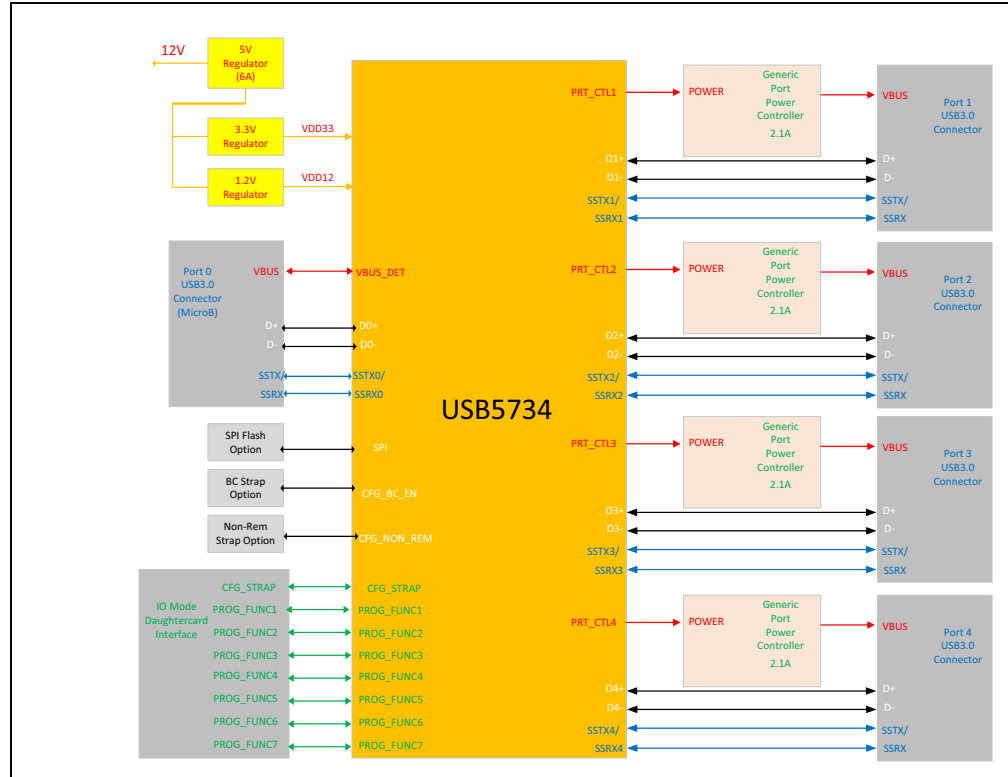 12V
5V
Regulator
(6A)
3.3V
Regulator
VDD33
1.2V
Regulator
VDD12
Port 0
USB3.0
Connector
(MicroB)
VBUS
D+
D-
SSTX/
SSRX
VBUS_DET
D0+
D0-
SSTX0/
SSRX0
SPI Flash
Option
SPI
BC Strap
Option
CFG_BC_EN
Non-Rem
Strap Option
CFG_NON_REM
IO Mode
Daughtercard
Interface
CFG_STRAP
PROG_FUNC1
PROG_FUNC2
PROG_FUNC3
PROG_FUNC4
PROG_FUNC5
PROG_FUNC6
PROG_FUNC7
CFG_STRAP
PROG_FUNC1
PROG_FUNC2
PROG_FUNC3
PROG_FUNC4
PROG_FUNC5
PROG_FUNC6
PROG_FUNC7
USB5734
PRT_CTL1
D1+
D1-
SSTX1/
SSRX1
POWER
Generic
Port
Power
Controller
2.1A
VBUS
D+
D-
SSTX/
SSRX
Port 1
USB3.0
Connector
PRT_CTL2
D2+
D2-
SSTX2/
SSRX2
POWER
Generic
Port
Power
Controller
2.1A
VBUS
D+
D-
SSTX/
SSRX
Port 2
USB3.0
Connector
PRT_CTL3
D3+
D3-
SSTX3/
SSRX3
POWER
Generic
Port
Power
Controller
2.1A
VBUS
D+
D-
SSTX/
SSRX
Port 3
USB3.0
Connector
PRT_CTL4
D4+
D4-
SSTX4/
SSRX4
POWER
Generic
Port
Power
Controller
2.1A
VBUS
D+
D-
SSTX/
SSRX
Port 4
USB3.0
Connector